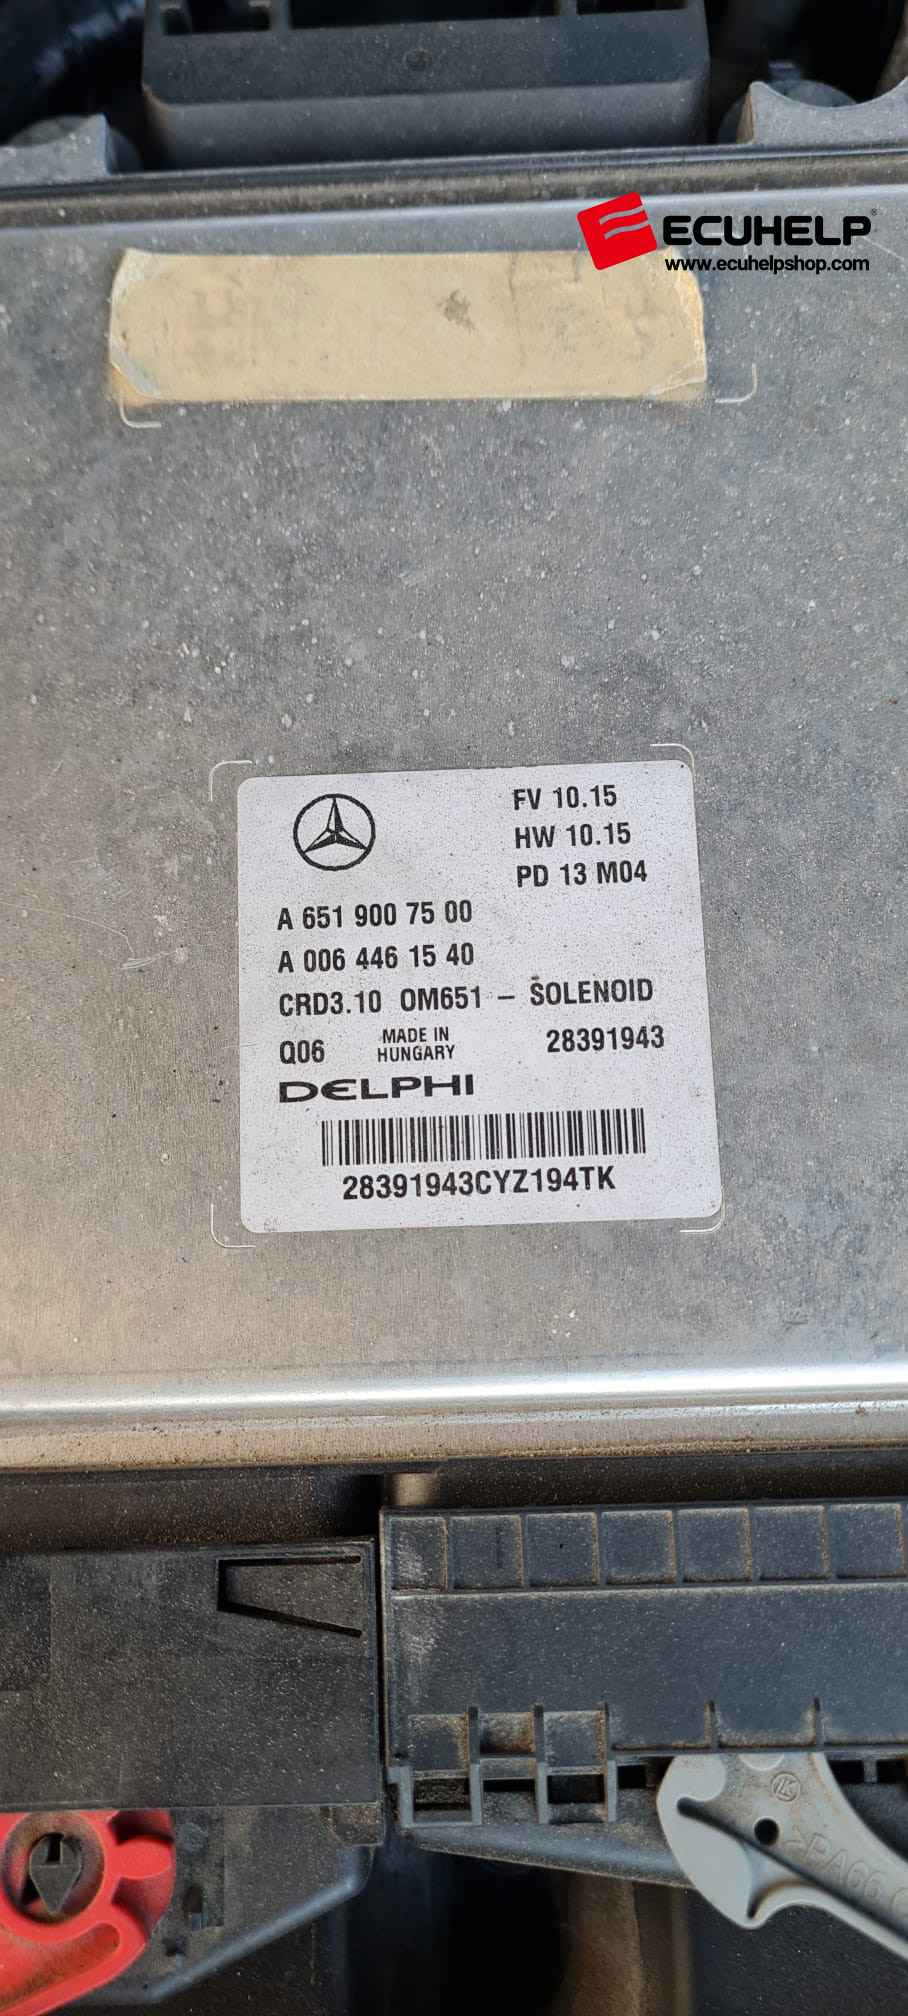 ECUHELP®
www.ecuhelpshop.com
FV 10.15
HW 10.15
PD 13 M04
A 651 900 75 00
A 006 446 15 40
CRD3.10 OM651 – SOLENOID
Q06 MADE IN HUNGARY 28391943
DELPHI
28391943CYZ194TK
>PA66